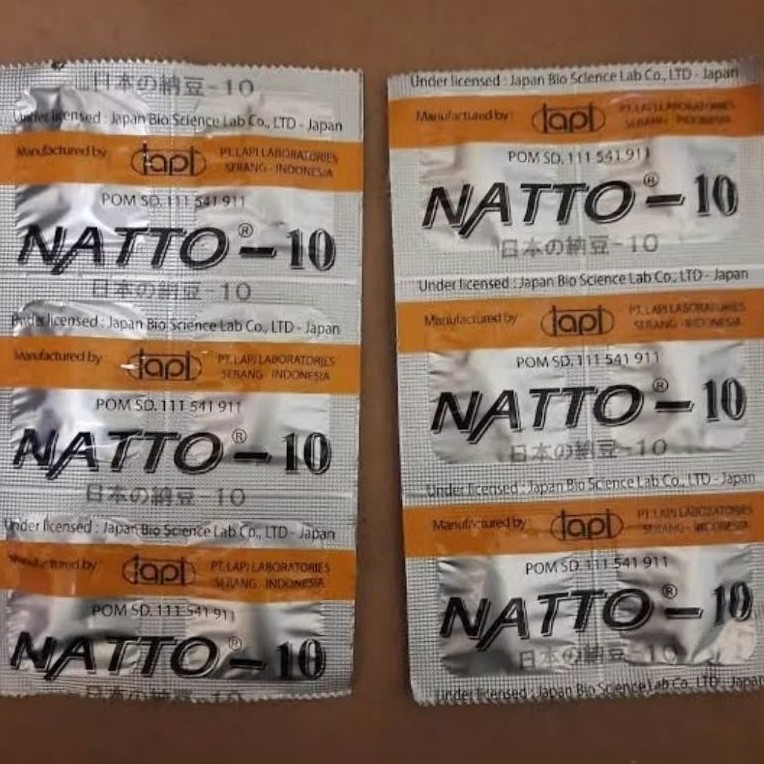 日本の納豆-10
Under licensed : Japan Bio Science Lab Co., LTD - Japan
Manufactured by : lapi PT. LAPI LABORATORIES
SERANG - INDONESIA
POM SD. 111 541 911
NATTO®-10
日本の納豆-10
Under licensed : Japan Bio Science Lab Co., LTD - Japan
Manufactured by : lapi PT. LAPI LABORATORIES
SERANG - INDONESIA
POM SD. 111 541 911
NATTO®-10
日本の納豆-10
Under licensed : Japan Bio Science Lab Co., LTD - Japan
Manufactured by : lapi PT. LAPI LABORATORIES
SERANG - INDONESIA
POM SD. 111 541 911
NATTO®-10
日本の納豆-10
Under licensed : Japan Bio Science Lab Co., LTD - Japan
Manufactured by : lapi PT. LAPI LABORATORIES
SERANG - INDONESIA
POM SD. 111 541 911
NATTO®-10
日本の納豆-10
Under licensed : Japan Bio Science Lab Co., LTD - Japan
Manufactured by : lapi PT. LAPI LABORATORIES
SERANG - INDONESIA
POM SD. 111 541 911
NATTO®-10
日本の納豆-10
Under licensed : Japan Bio Science Lab Co., LTD - Japan
Manufactured by : lapi PT. LAPI LABORATORIES
SERANG - INDONESIA
POM SD. 111 541 911
NATTO®-10
日本の納豆-10
Under licensed : Japan Bio Science Lab Co., LTD - Japan